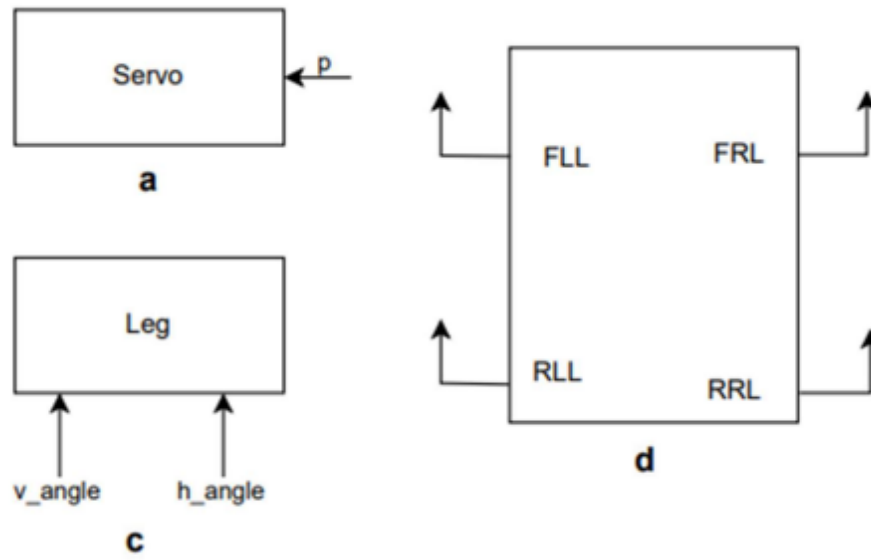 Servo
p
a
Leg
v_angle
h_angle
c
FLL
FRL
RLL
RRL
d